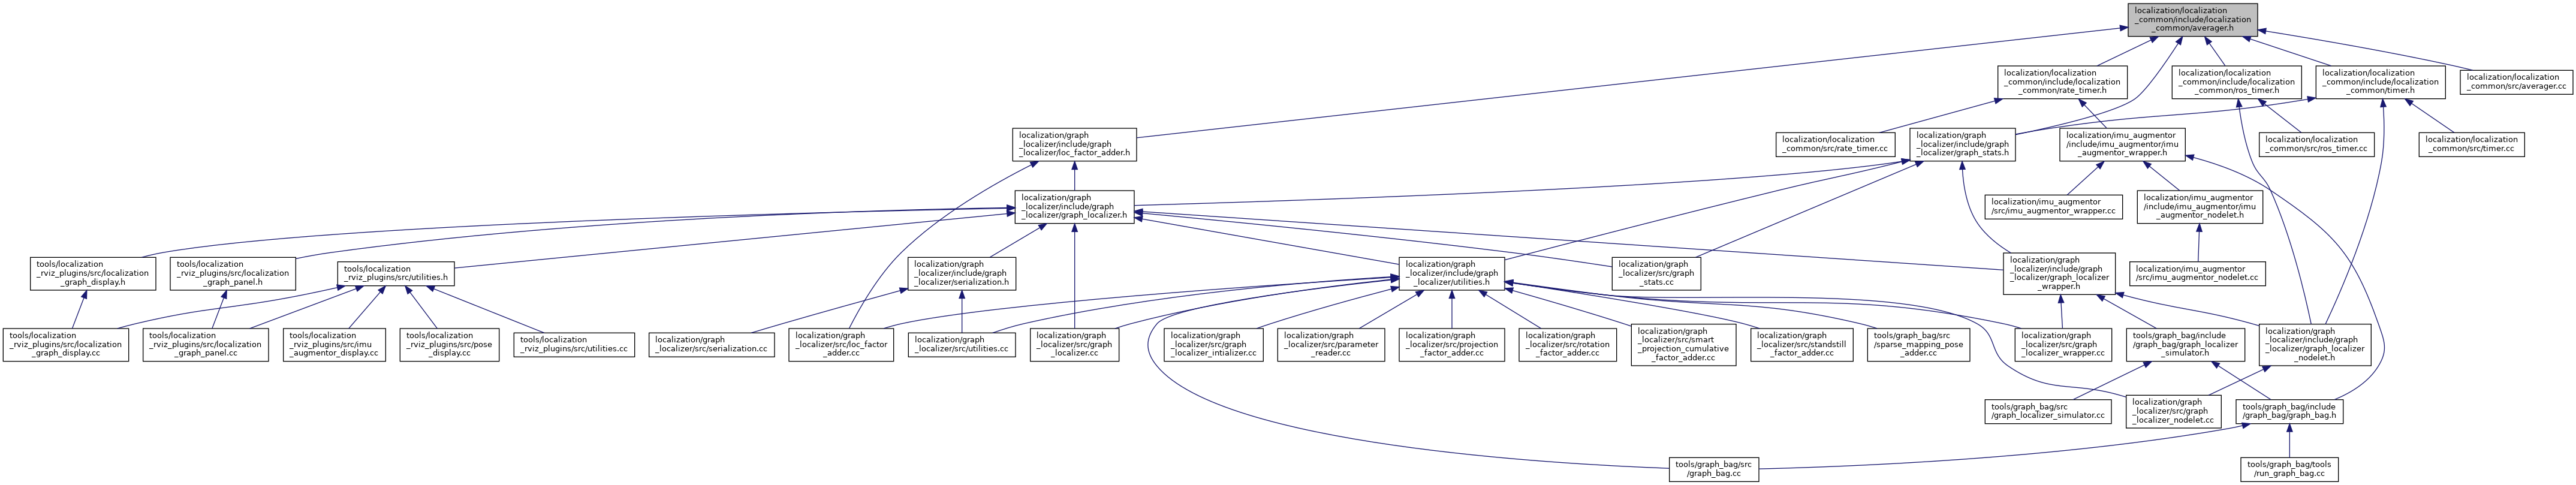 localization/localization
_common/include/localization
_common/averager.h
localization/localization
_common/include/localization
_common/rate_timer.h
localization/localization
_common/include/localization
_common/ros_timer.h
localization/localization
_common/include/localization
_common/timer.h
localization/localization
_common/src/averager.cc
localization/graph
_localizer/include/graph
_localizer/loc_factor_adder.h
localization/localization
_common/src/rate_timer.cc
localization/graph
_localizer/include/graph
_localizer/graph_stats.h
localization/imu_augmentor
/include/imu_augmentor/imu
_augmentor_wrapper.h
localization/localization
_common/src/ros_timer.cc
localization/localization
_common/src/timer.cc
localization/graph
_localizer/include/graph
_localizer/graph_localizer.h
localization/imu_augmentor
/src/imu_augmentor_wrapper.cc
localization/imu_augmentor
/include/imu_augmentor/imu
_augmentor_nodelet.h
tools/localization
_rviz_plugins/src/localization
_graph_display.h
tools/localization
_rviz_plugins/src/localization
_graph_panel.h
tools/localization
_rviz_plugins/src/utilities.h
localization/graph
_localizer/include/graph
_localizer/serialization.h
localization/graph
_localizer/include/graph
_localizer/utilities.h
localization/graph
_localizer/src/graph
_stats.cc
localization/graph
_localizer/include/graph
_localizer/graph_localizer
_wrapper.h
localization/imu_augmentor
/src/imu_augmentor_nodelet.cc
tools/localization
_rviz_plugins/src/localization
_graph_display.cc
tools/localization
_rviz_plugins/src/localization
_graph_panel.cc
tools/localization
_rviz_plugins/src/imu
_augmentor_display.cc
tools/localization
_rviz_plugins/src/pose
_display.cc
tools/localization
_rviz_plugins/src/utilities.cc
localization/graph
_localizer/src/serialization.cc
localization/graph
_localizer/src/loc_factor
_adder.cc
localization/graph
_localizer/src/utilities.cc
localization/graph
_localizer/src/graph
_localizer.cc
localization/graph
_localizer/src/graph
_localizer_intializer.cc
localization/graph
_localizer/src/parameter
_reader.cc
localization/graph
_localizer/src/projection
_factor_adder.cc
localization/graph
_localizer/src/rotation
_factor_adder.cc
localization/graph
_localizer/src/smart
_projection_cumulative
_factor_adder.cc
localization/graph
_localizer/src/standstill
_factor_adder.cc
tools/graph_bag/src
/sparse_mapping_pose
_adder.cc
localization/graph
_localizer/src/graph
_localizer_wrapper.cc
tools/graph_bag/include
/graph_bag/graph_localizer
_simulator.h
localization/graph
_localizer/include/graph
_localizer/graph_localizer
_nodelet.h
tools/graph_bag/src
/graph_localizer_simulator.cc
localization/graph
_localizer/src/graph
_localizer_nodelet.cc
tools/graph_bag/include
/graph_bag/graph_bag.h
tools/graph_bag/src
/graph_bag.cc
tools/graph_bag/tools
/run_graph_bag.cc